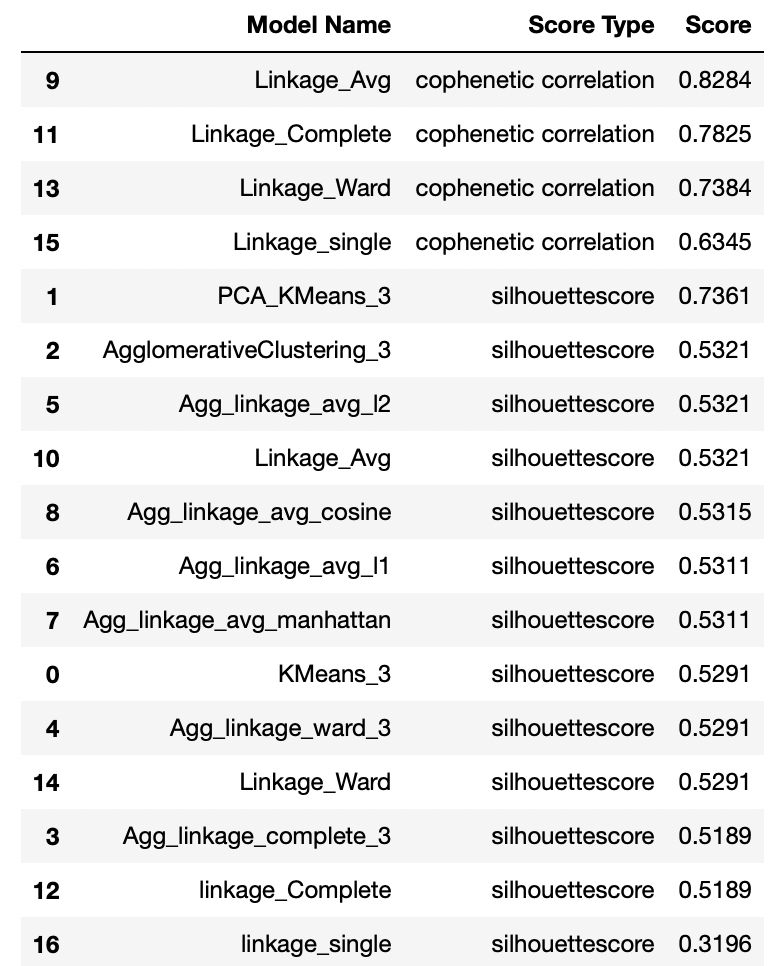 Model Name Score Type Score
9 Linkage_Avg cophenetic correlation 0.8284
11 Linkage_Complete cophenetic correlation 0.7825
13 Linkage_Ward cophenetic correlation 0.7384
15 Linkage_single cophenetic correlation 0.6345
1 PCA_KMeans_3 silhouettescore 0.7361
2 AgglomerativeClustering_3 silhouettescore 0.5321
5 Agg_linkage_avg_l2 silhouettescore 0.5321
10 Linkage_Avg silhouettescore 0.5321
8 Agg_linkage_avg_cosine silhouettescore 0.5315
6 Agg_linkage_avg_l1 silhouettescore 0.5311
7 Agg_linkage_avg_manhattan silhouettescore 0.5311
0 KMeans_3 silhouettescore 0.5291
4 Agg_linkage_ward_3 silhouettescore 0.5291
14 Linkage_Ward silhouettescore 0.5291
3 Agg_linkage_complete_3 silhouettescore 0.5189
12 linkage_Complete silhouettescore 0.5189
16 linkage_single silhouettescore 0.3196